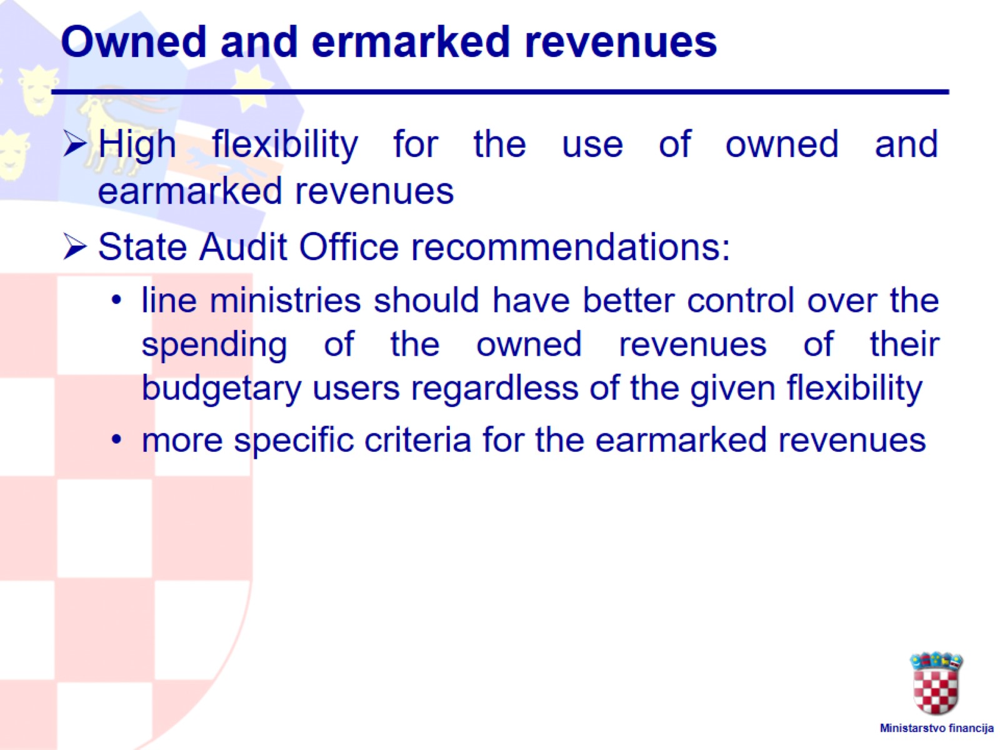 Owned and ermarked revenues
➢ High flexibility for the use of owned and
earmarked revenues
➢ State Audit Office recommendations:
• line ministries should have better control over the
spending of the owned revenues of their
budgetary users regardless of the given flexibility
• more specific criteria for the earmarked revenues
Ministarstvo financija